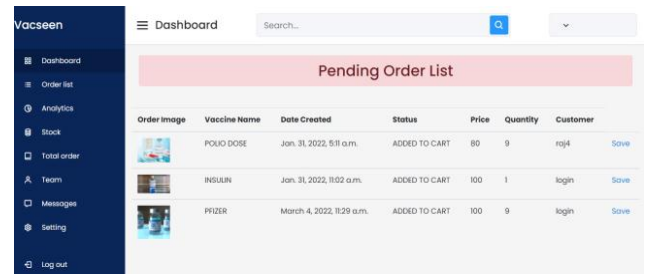 Vacseen
Dashboard
Search...
Dashboard
Order list
Analytics
Stock
Total order
Team
Messages
Setting
Log out
Pending Order List
Order Image Vaccine Name Date Created Status Price Quantity Customer
POLIO DOSE Jan. 31, 2022, 5:11 a.m. ADDED TO CART 80 9 raj4 Save
INSULIN Jan. 31, 2022, 11:02 a.m. ADDED TO CART 100 1 login Save
PFIZER March 4, 2022, 11:29 a.m. ADDED TO CART 100 9 login Save